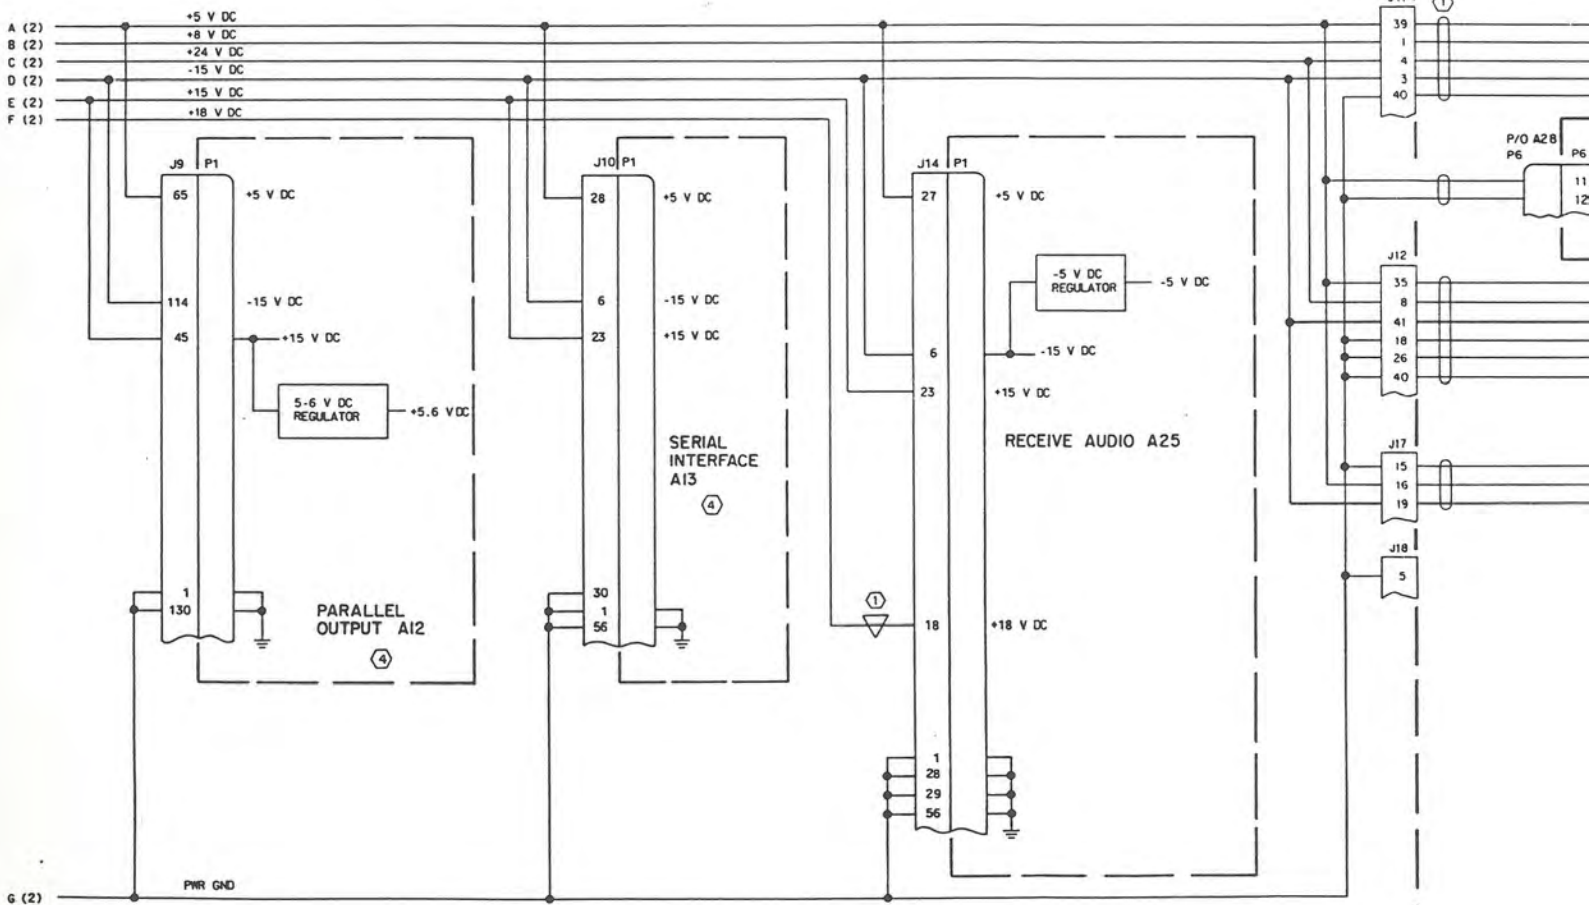 A (2) +5 V DC
B (2) +8 V DC
C (2) +24 V DC
D (2) -15 V DC
E (2) +15 V DC
F (2) +18 V DC
J9 P1
65 +5 V DC
114 -15 V DC
45 +15 V DC
5-6 V DC
REGULATOR
+5.6 VDC
1
130
PARALLEL
OUTPUT A12
4
J10 P1
28 +5 V DC
6 -15 V DC
23 +15 V DC
SERIAL
INTERFACE
A13
4
30
1
56
J14 P1
27 +5 V DC
-5 V DC
REGULATOR
-5 V DC
6 -15 V DC
23 +15 V DC
RECEIVE AUDIO A25
1
18 +18 V DC
1
28
29
56
1
39
1
4
3
40
P/O A28
P6 P6
11
J12
35
8
41
18
26
40
J17
15
16
19
J18
5
G (2) PWR GND